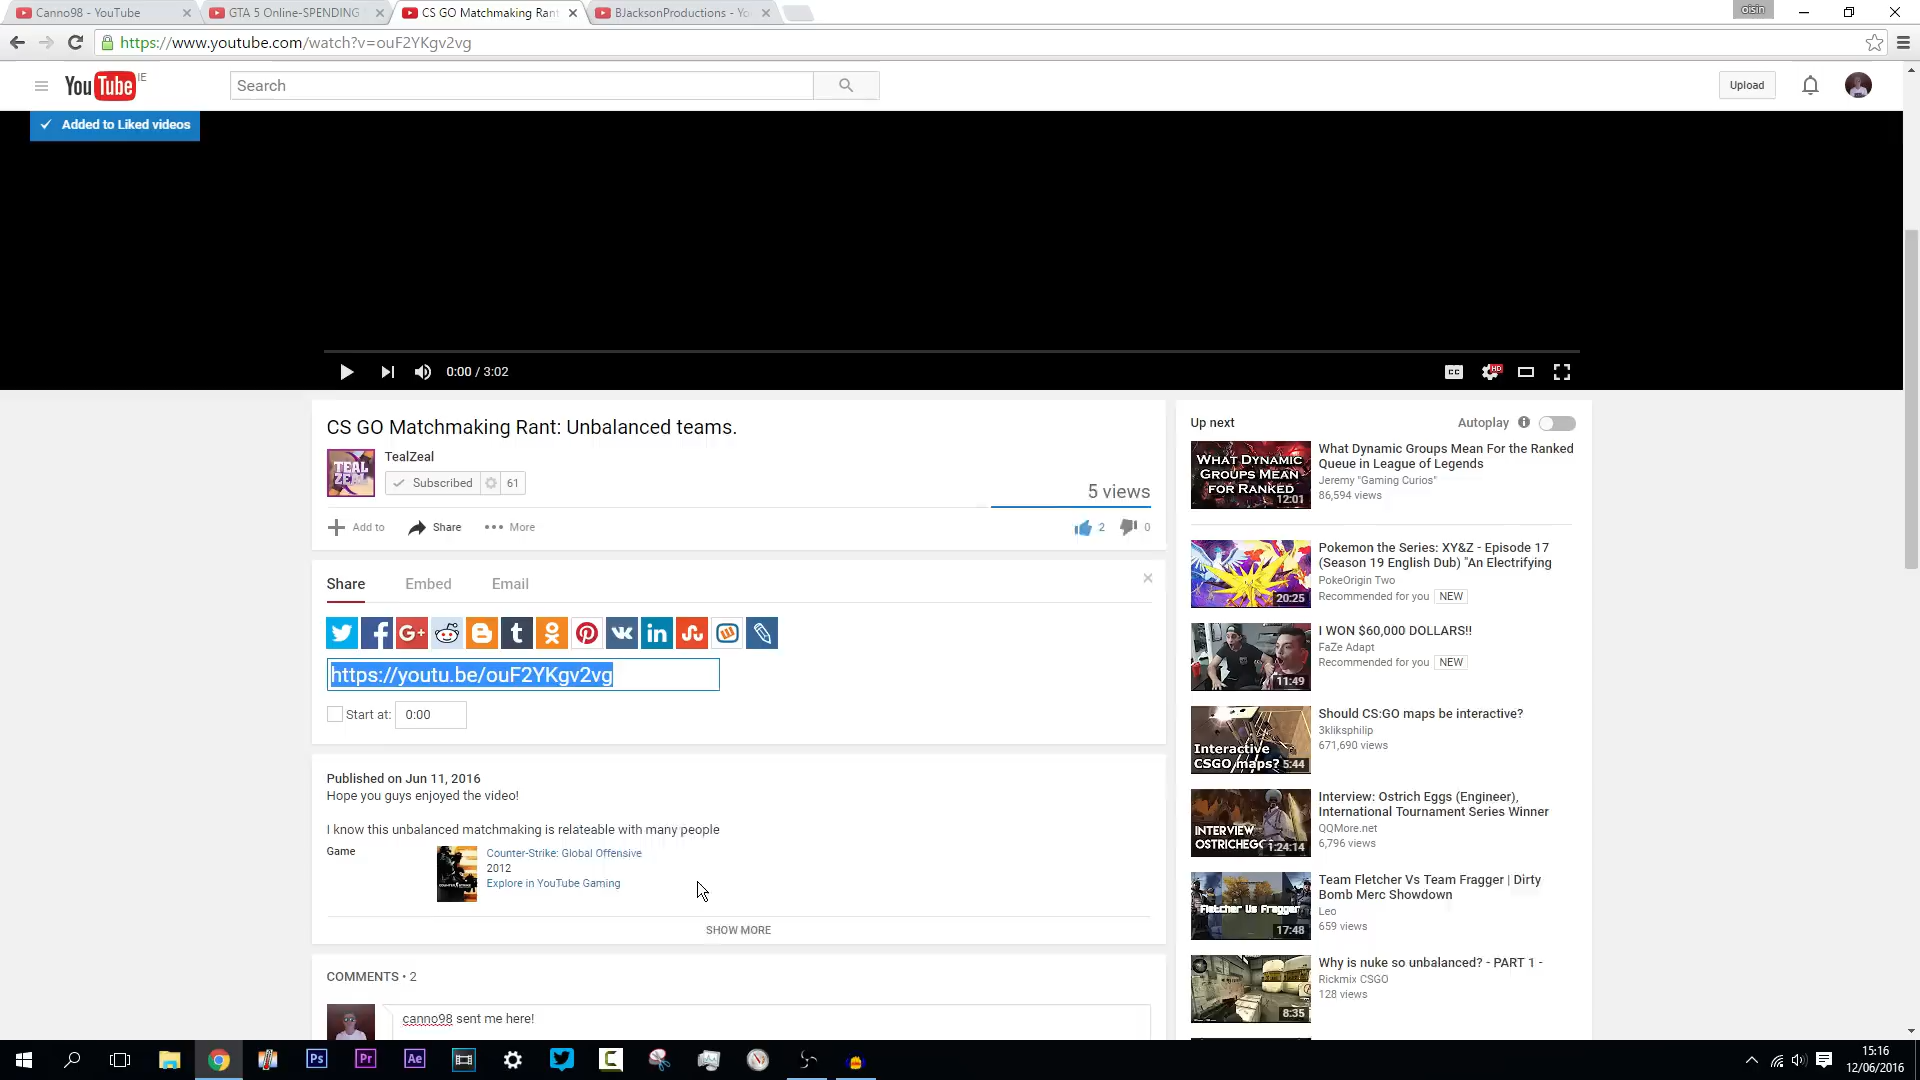 Canno98 - YouTube
GTA 5 Online-SPENDING
CS GO Matchmaking Rant
BJacksonProductions - Yo
oisin
https://www.youtube.com/watch?v=ouF2YKgv2vg
YouTube IE
Search
Upload
Added to Liked videos
0:00 / 3:02
CC
HD
CS GO Matchmaking Rant: Unbalanced teams.
TEAL ZEAL
TealZeal
Subscribed 61
5 views
Add to
Share
More
2
0
Share
Embed
Email
https://youtu.be/ouF2YKgv2vg
Start at: 0:00
Published on Jun 11, 2016
Hope you guys enjoyed the video!
I know this unbalanced matchmaking is relateable with many people
Game
Counter-Strike: Global Offensive
2012
Explore in YouTube Gaming
SHOW MORE
COMMENTS • 2
canno98 sent me here!
Up next
Autoplay
WHAT DYNAMIC
GROUPS MEAN
FOR RANKED
12:01
What Dynamic Groups Mean For the Ranked
Queue in League of Legends
Jeremy "Gaming Curios"
86,594 views
20:25
Pokemon the Series: XY&Z - Episode 17
(Season 19 English Dub) "An Electrifying
PokeOrigin Two
Recommended for you NEW
11:49
I WON $60,000 DOLLARS!!
FaZe Adapt
Recommended for you NEW
Interactive
CSGO maps?
5:44
Should CS:GO maps be interactive?
3kliksphilip
671,690 views
INTERVIEW
OSTRICHEGG
1:24:14
Interview: Ostrich Eggs (Engineer),
International Tournament Series Winner
QQMore.net
6,796 views
Fletcher Vs Fragger
17:48
Team Fletcher Vs Team Fragger | Dirty
Bomb Merc Showdown
Leo
659 views
8:35
Why is nuke so unbalanced? - PART 1 -
Rickmix CSGO
128 views
Ps
Pr
Ae
15:16
12/06/2016